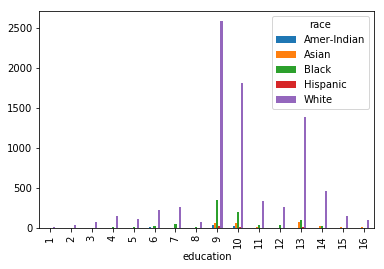 race
Amer-Indian
Asian
Black
Hispanic
White
2500
2000
1500
1000
500
0
1 2 3 4 5 6 7 8 9 10 11 12 13 14 15 16
education